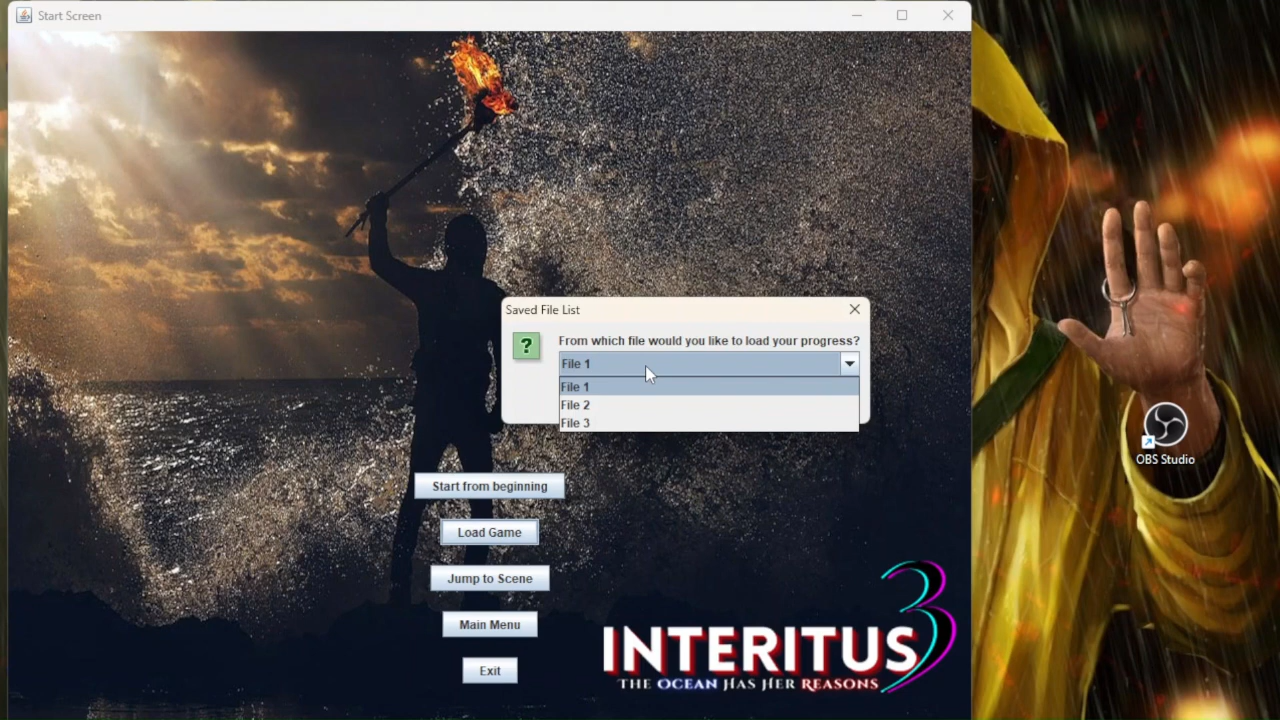 Start Screen
Saved File List
?
From which file would you like to load your progress?
File 1
File 1
File 2
File 3
Start from beginning
Load Game
Jump to Scene
Main Menu
Exit
INTERITUS 3
THE OCEAN HAS HER REASONS
OBS Studio